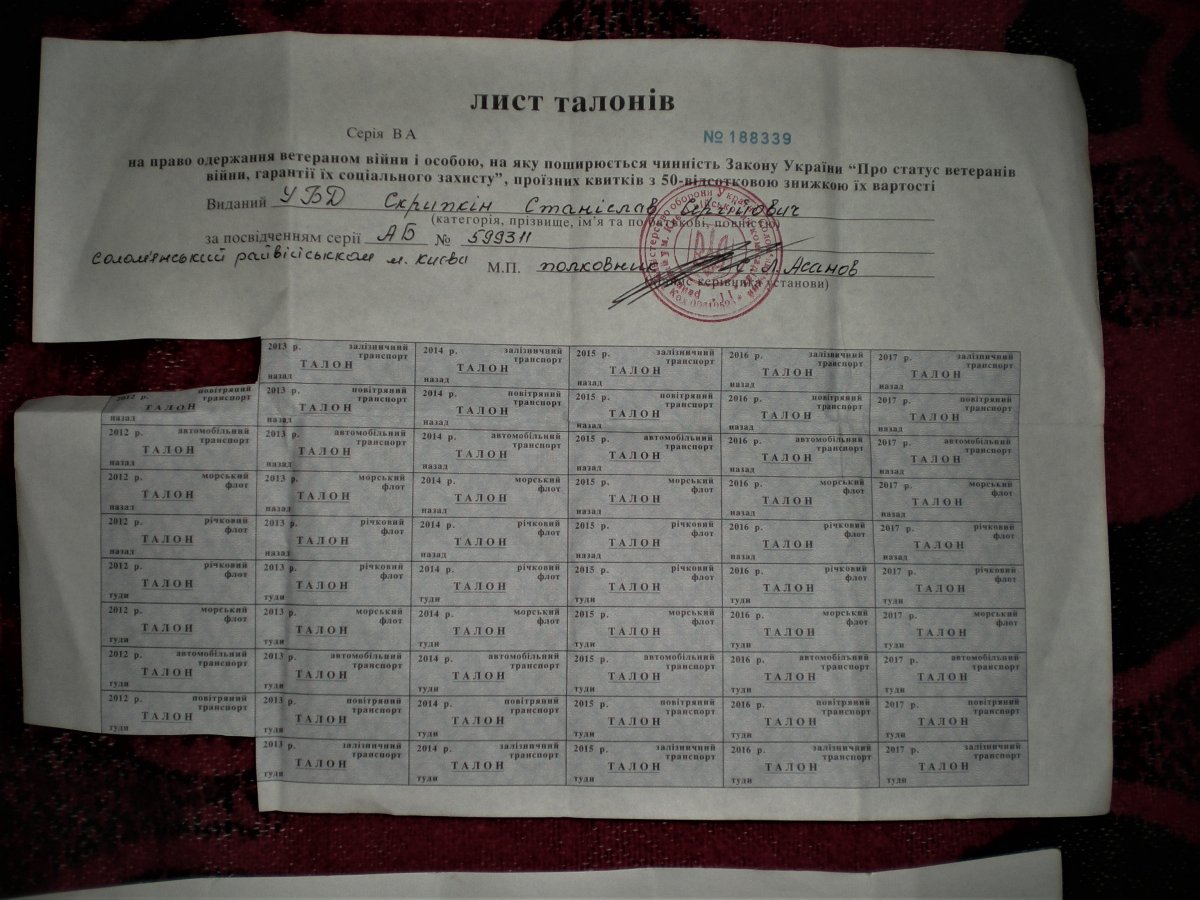 лист талонів
Серія ВА № 188339
на право одержання ветераном війни і особою, на яку поширюється чинність Закону України “Про статус ветеранів
війни, гарантії їх соціального захисту”, проїзних квитків з 50-відсотковою знижкою їх вартості
Виданий УБД Скрипкін Станіслав Сергійович
(категорія, прізвище, ім’я та по батькові, повністю)
за посвідченням серії АБ № 599311
Солом'янський райвійськком м. Києва М.П. полковник Асанов
(підпис керівника установи)
2013 р. залізничний 2014 р. залізничний 2015 р. залізничний 2016 р. залізничний 2017 р. залізничний
транспорт транспорт транспорт транспорт транспорт
ТАЛОН ТАЛОН ТАЛОН ТАЛОН ТАЛОН
назад назад назад назад назад
2012 р. повітряний 2013 р. повітряний 2014 р. повітряний 2015 р. повітряний 2016 р. повітряний 2017 р. повітряний
транспорт транспорт транспорт транспорт транспорт транспорт
ТАЛОН ТАЛОН ТАЛОН ТАЛОН ТАЛОН ТАЛОН
назад назад назад назад назад назад
2012 р. автомобільний 2013 р. автомобільний 2014 р. автомобільний 2015 р. автомобільний 2016 р. автомобільний 2017 р. автомобільний
транспорт транспорт транспорт транспорт транспорт транспорт
ТАЛОН ТАЛОН ТАЛОН ТАЛОН ТАЛОН ТАЛОН
назад назад назад назад назад назад
2012 р. морський 2013 р. морський 2014 р. морський 2015 р. морський 2016 р. морський 2017 р. морський
флот флот флот флот флот флот
ТАЛОН ТАЛОН ТАЛОН ТАЛОН ТАЛОН ТАЛОН
назад назад назад назад назад назад
2012 р. річковий 2013 р. річковий 2014 р. річковий 2015 р. річковий 2016 р. річковий 2017 р. річковий
флот флот флот флот флот флот
ТАЛОН ТАЛОН ТАЛОН ТАЛОН ТАЛОН ТАЛОН
назад назад назад назад назад назад
2012 р. річковий 2013 р. річковий 2014 р. річковий 2015 р. річковий 2016 р. річковий 2017 р. річковий
флот флот флот флот флот флот
ТАЛОН ТАЛОН ТАЛОН ТАЛОН ТАЛОН ТАЛОН
туди туди туди туди туди туди
2012 р. морський 2013 р. морський 2014 р. морський 2015 р. морський 2016 р. морський 2017 р. морський
флот флот флот флот флот флот
ТАЛОН ТАЛОН ТАЛОН ТАЛОН ТАЛОН ТАЛОН
туди туди туди туди туди туди
2012 р. автомобільний 2013 р. автомобільний 2014 р. автомобільний 2015 р. автомобільний 2016 р. автомобільний 2017 р. автомобільний
транспорт транспорт транспорт транспорт транспорт транспорт
ТАЛОН ТАЛОН ТАЛОН ТАЛОН ТАЛОН ТАЛОН
туди туди туди туди туди туди
2012 р. повітряний 2013 р. повітряний 2014 р. повітряний 2015 р. повітряний 2016 р. повітряний 2017 р. повітряний
транспорт транспорт транспорт транспорт транспорт транспорт
ТАЛОН ТАЛОН ТАЛОН ТАЛОН ТАЛОН ТАЛОН
туди туди туди туди туди туди
2013 р. залізничний 2014 р. залізничний 2015 р. залізничний 2016 р. залізничний 2017 р. залізничний
транспорт транспорт транспорт транспорт транспорт
ТАЛОН ТАЛОН ТАЛОН ТАЛОН ТАЛОН
туди туди туди туди туди